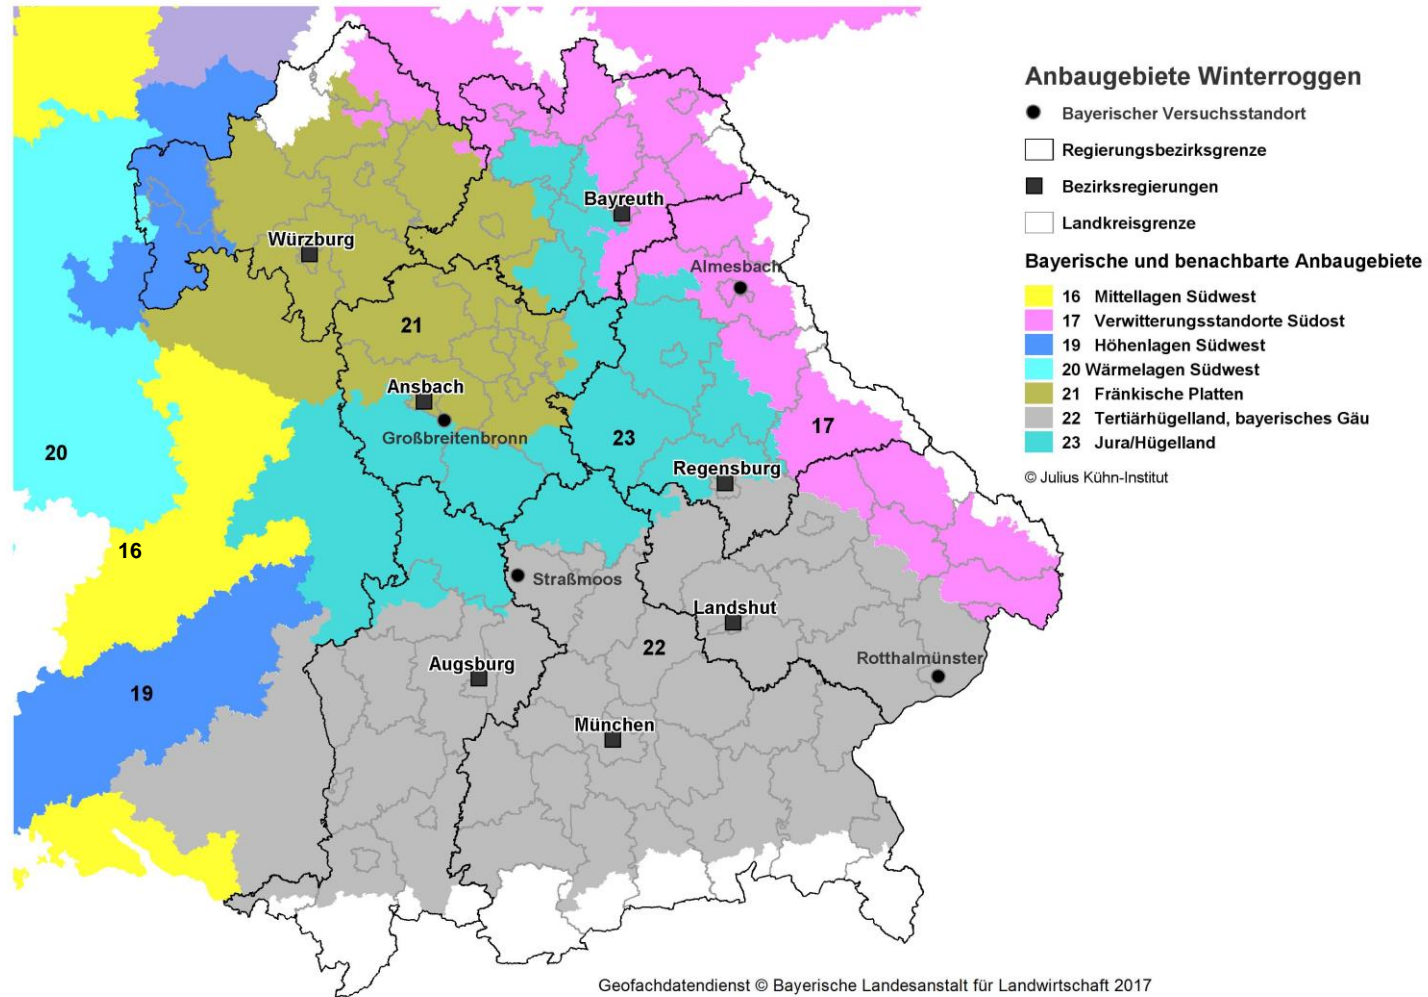 Anbaugebiete Winterroggen
Bayerischer Versuchsstandort
Regierungsbezirksgrenze
Bezirksregierungen
Landkreisgrenze
Bayerische und benachbarte Anbaugebiete
16 Mittellagen Südwest
17 Verwitterungsstandorte Südost
19 Höhenlagen Südwest
20 Wärmelagen Südwest
21 Fränkische Platten
22 Tertiärhügelland, bayerisches Gäu
23 Jura/Hügelland
© Julius Kühn-Institut
Bayreuth
Würzburg
Almesbach
21
Ansbach
Großbreitenbronn
23
17
20
Regensburg
16
Straßmoos
Landshut
22
Rotthalmünster
Augsburg
19
München
Geofachdatendienst © Bayerische Landesanstalt für Landwirtschaft 2017